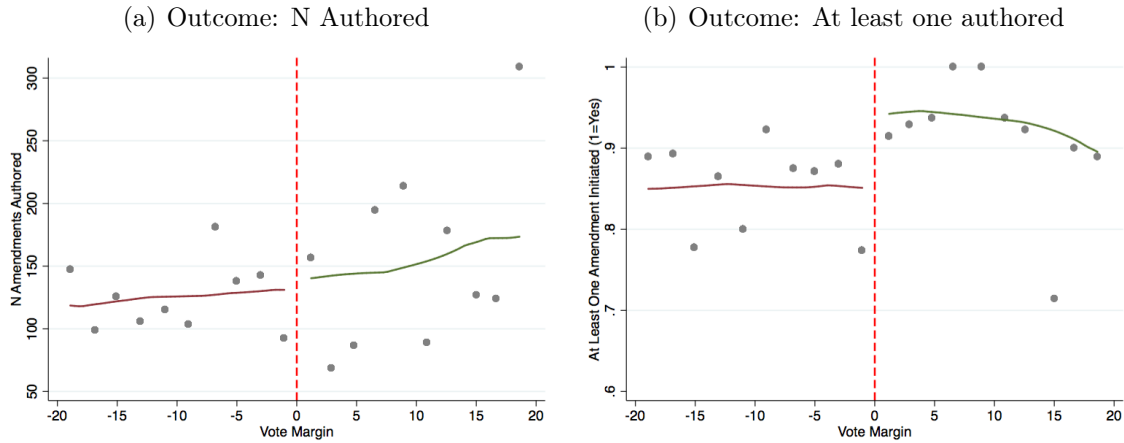 (a) Outcome: N Authored
300
250
200
150
100
50
N Amendments Authored
-20 -15 -10 -5 0 5 10 15 20
Vote Margin
(b) Outcome: At least one authored
1
.9
.8
.7
.6
At Least One Amendment Initiated (1=Yes)
-20 -15 -10 -5 0 5 10 15 20
Vote Margin